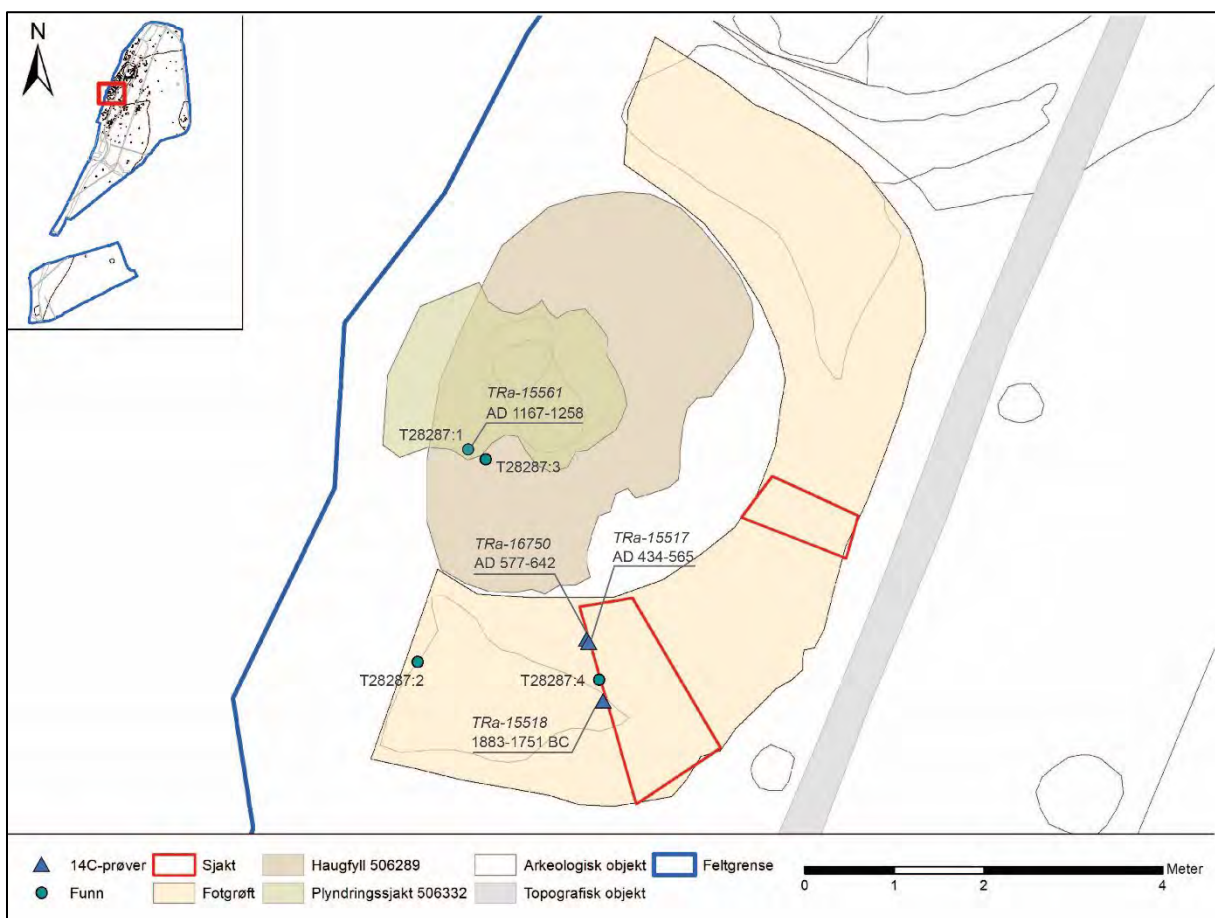 N
TRa-15561
AD 1167-1258
T28287:1
T28287:3
TRa-16750
AD 577-642
TRa-15517
AD 434-565
T28287:2
T28287:4
TRa-15518
1883-1751 BC
14C-prøver
Sjakt
Haugfyll 506289
Arkeologisk objekt
Feltgrense
Funn
Fotgrøft
Plyndringssjakt 506332
Topografisk objekt
Meter
0 1 2 4